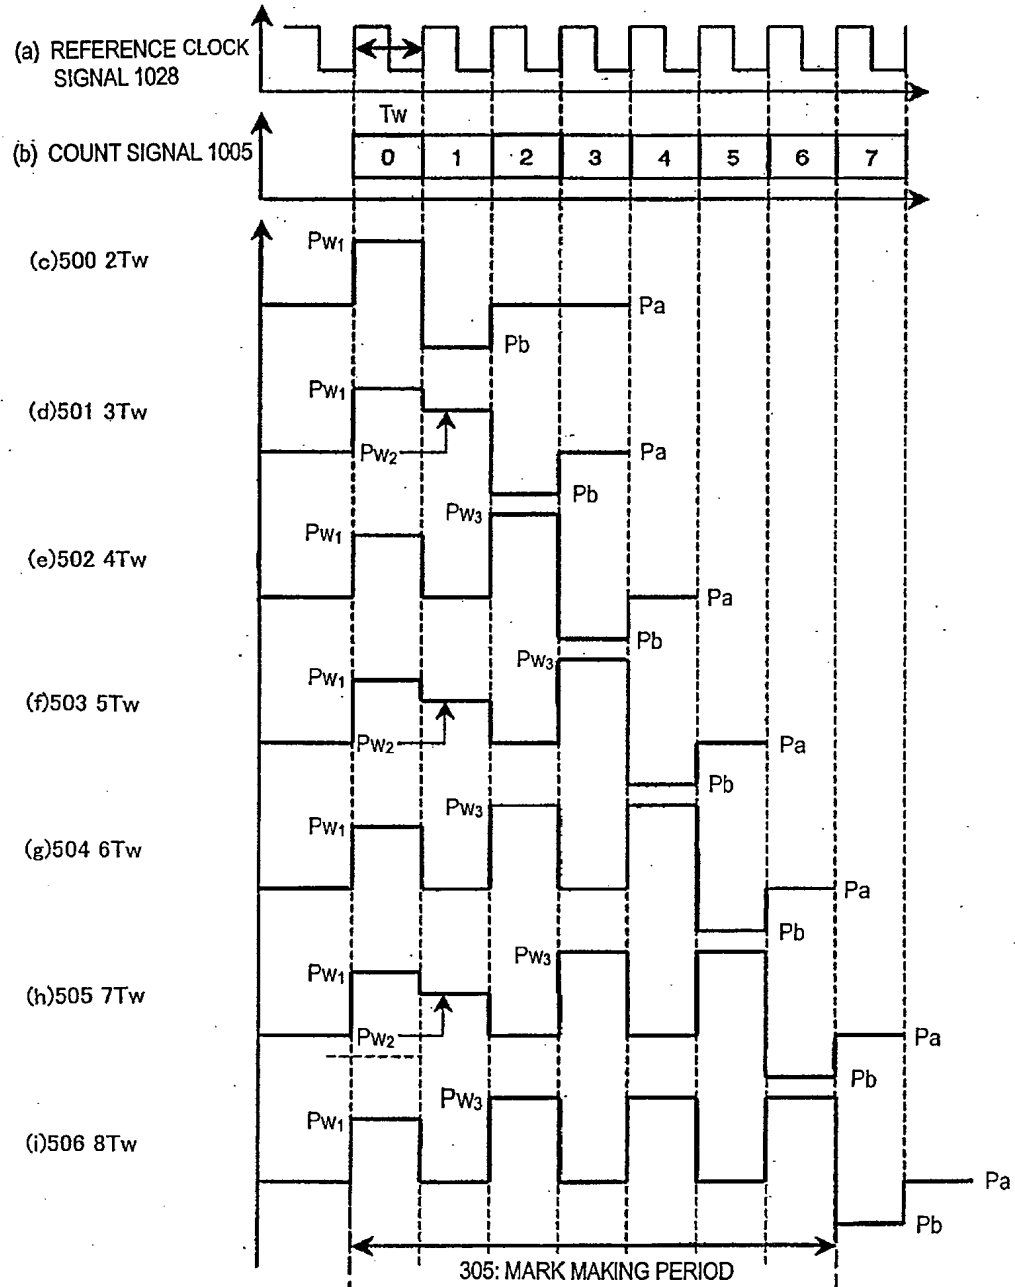 (a) REFERENCE CLOCK
SIGNAL 1028
Tw
(b) COUNT SIGNAL 1005
0 1 2 3 4 5 6 7
(c)500 2Tw
Pw1
Pa
Pb
(d)501 3Tw
Pw1
Pw2
Pa
Pb
(e)502 4Tw
Pw1
Pw3
Pa
Pb
(f)503 5Tw
Pw1
Pw2
Pw3
Pa
Pb
(g)504 6Tw
Pw1
Pw3
Pa
Pb
(h)505 7Tw
Pw1
Pw2
Pw3
Pa
Pb
(i)506 8Tw
Pw1
Pw3
Pa
Pb
305: MARK MAKING PERIOD